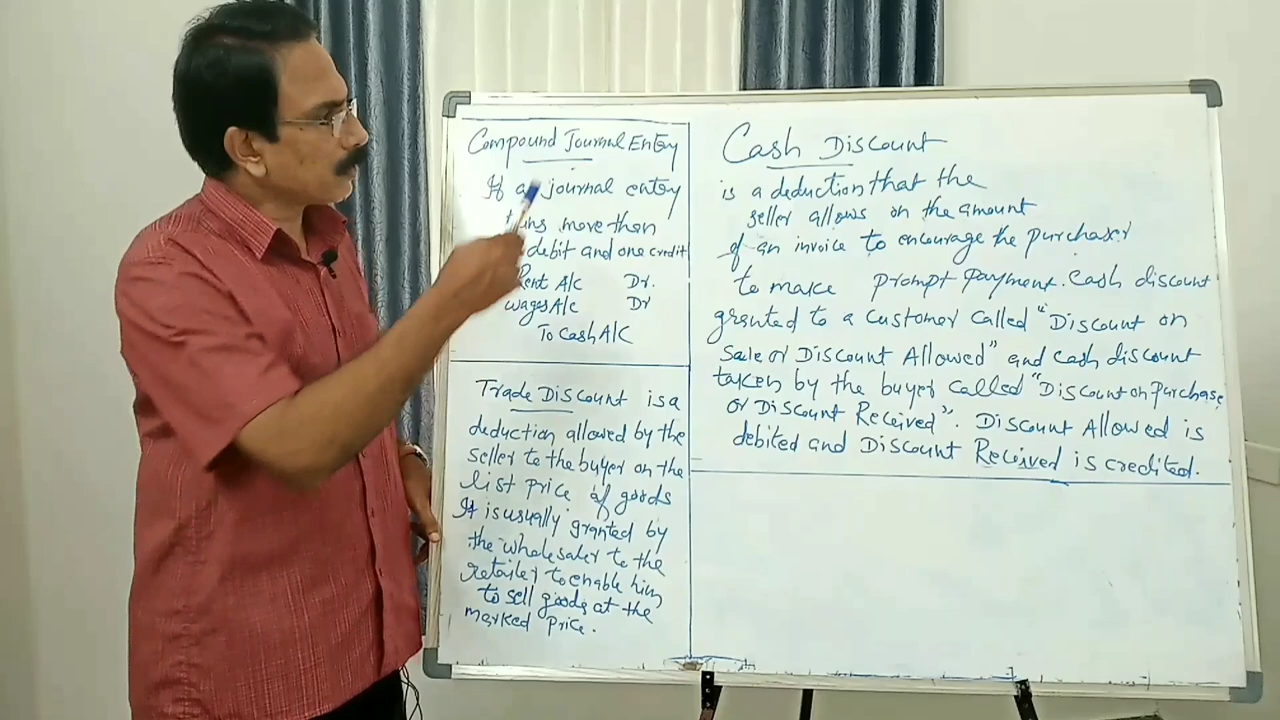 Compound Journal Entry
If a journal entry
more than
debit and one credit
Rent A/c Dr.
Wages A/c Dr
To Cash A/C
Trade Discount is a
deduction allowed by the
seller to the buyer on the
list price of goods
It is usually granted by
the wholesaler to the
retailer to enable him
to sell goods at the
marked price.
Cash Discount
is a deduction that the
seller allows on the amount
of an invoice to encourage the purchaser
to make prompt payment. Cash discount
granted to a customer called "Discount on
Sale or Discount Allowed" and cash discount
taken by the buyer called "Discount on Purchase
or Discount Received". Discount Allowed is
debited and Discount Received is credited.